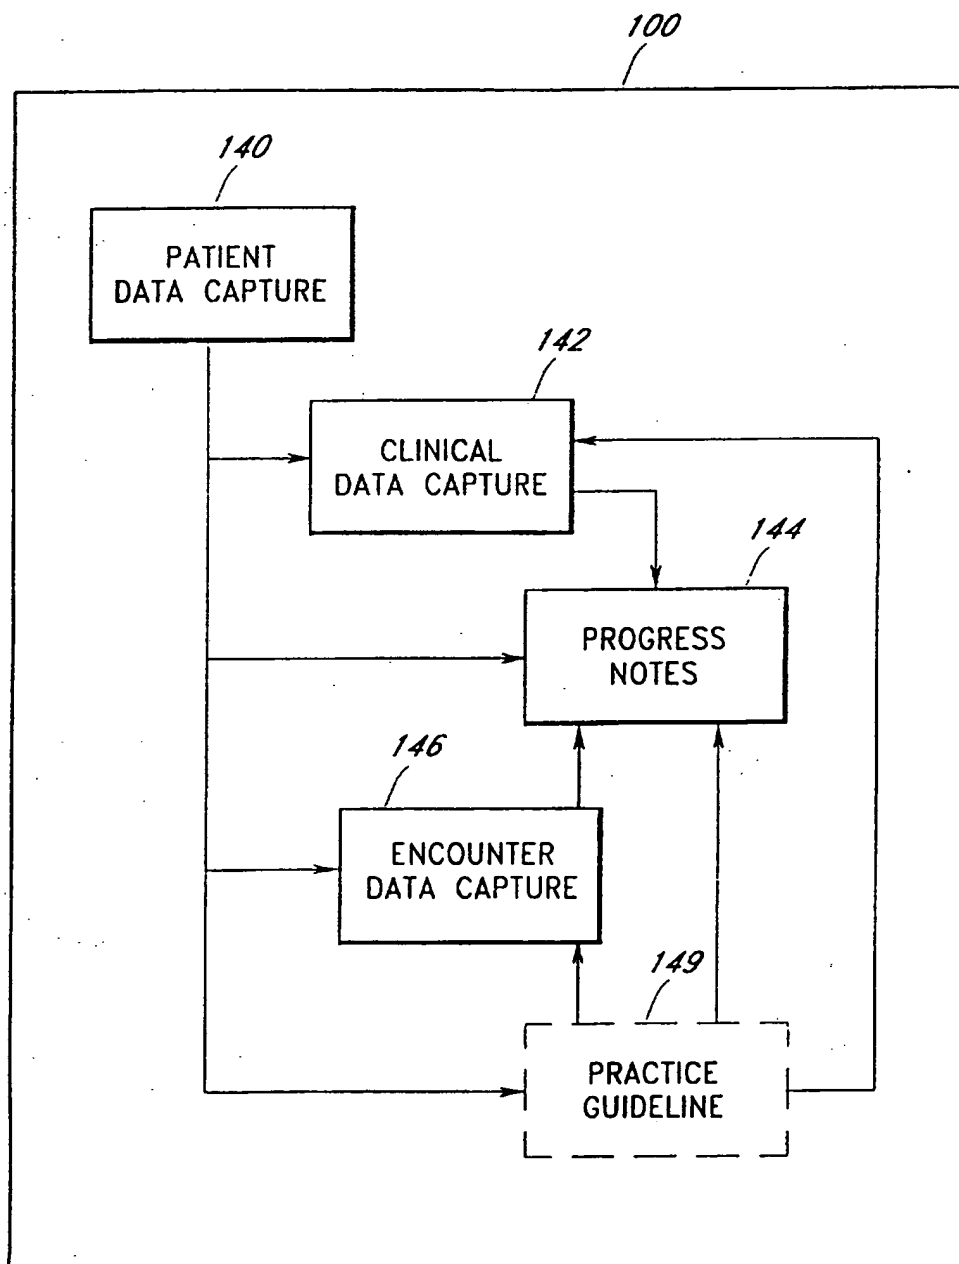 100
140
PATIENT
DATA CAPTURE
142
CLINICAL
DATA CAPTURE
144
PROGRESS
NOTES
146
ENCOUNTER
DATA CAPTURE
149
PRACTICE
GUIDELINE